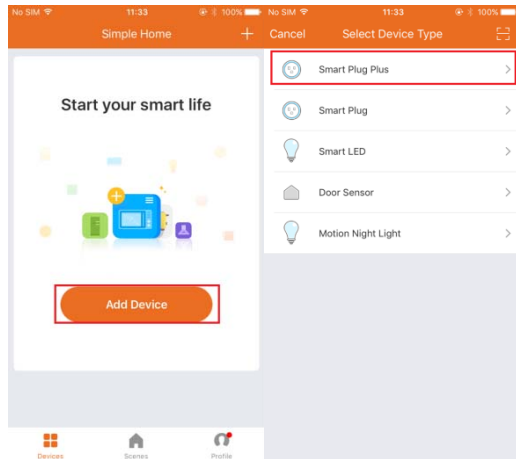 No SIM 11:33 100%
Simple Home
Start your smart life
Add Device
Devices Scenes Profile
No SIM 11:33 100%
Cancel Select Device Type
Smart Plug Plus
Smart Plug
Smart LED
Door Sensor
Motion Night Light